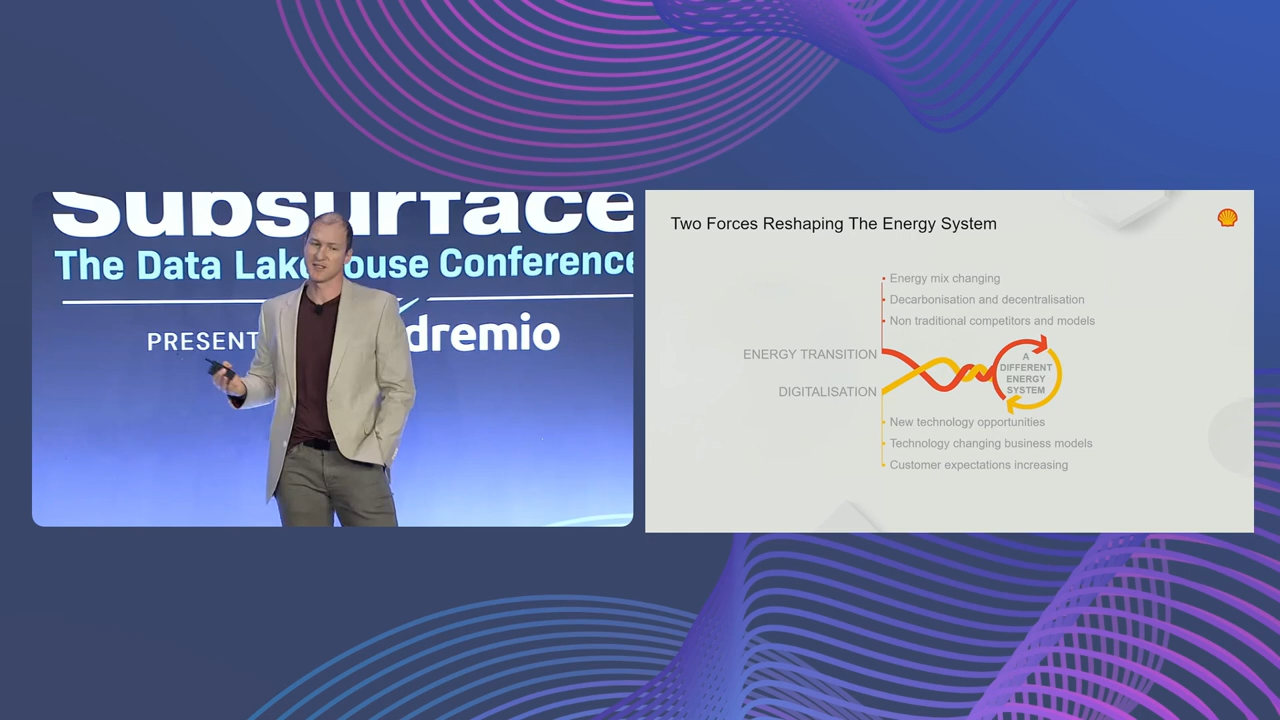 Subsurface
The Data Lakehouse Conference
PRESENT
dremio
Two Forces Reshaping The Energy System
Energy mix changing
Decarbonisation and decentralisation
Non traditional competitors and models
ENERGY TRANSITION
DIGITALISATION
A
DIFFERENT
ENERGY
SYSTEM
New technology opportunities
Technology changing business models
Customer expectations increasing